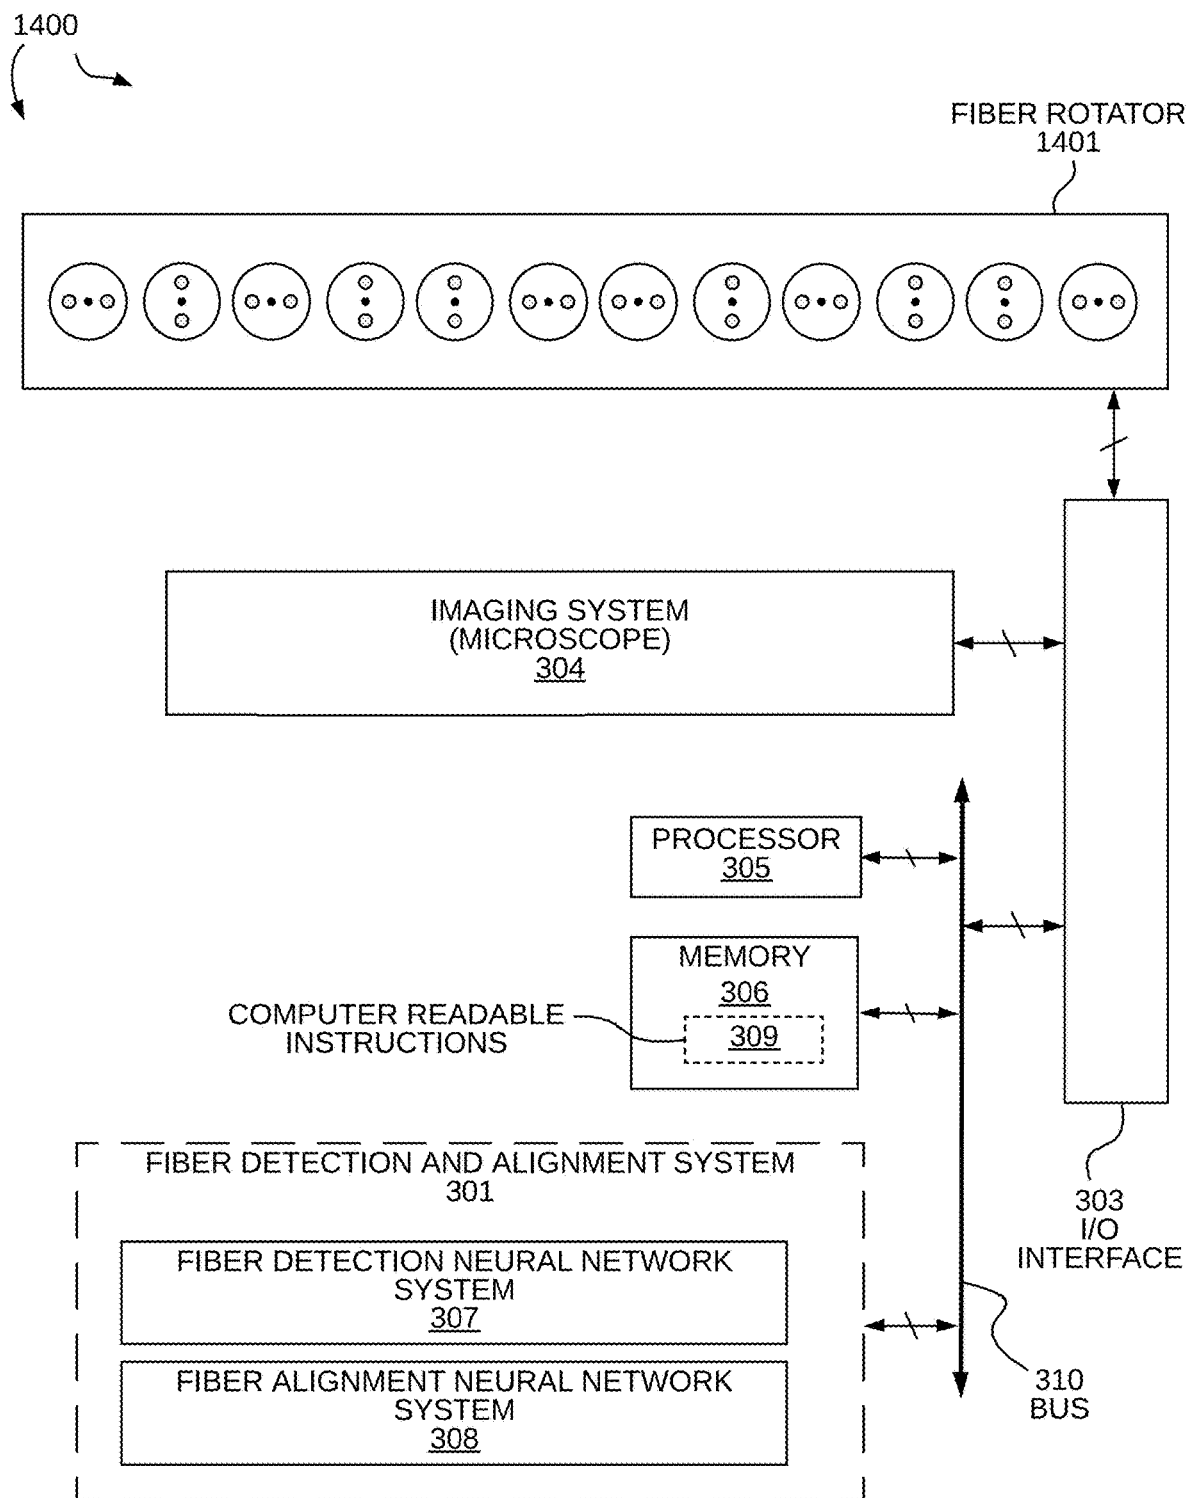 1400
FIBER ROTATOR
1401
IMAGING SYSTEM
(MICROSCOPE)
304
PROCESSOR
305
MEMORY
306
309
COMPUTER READABLE
INSTRUCTIONS
FIBER DETECTION AND ALIGNMENT SYSTEM
301
FIBER DETECTION NEURAL NETWORK
SYSTEM
307
FIBER ALIGNMENT NEURAL NETWORK
SYSTEM
308
303
I/O
INTERFACE
310
BUS